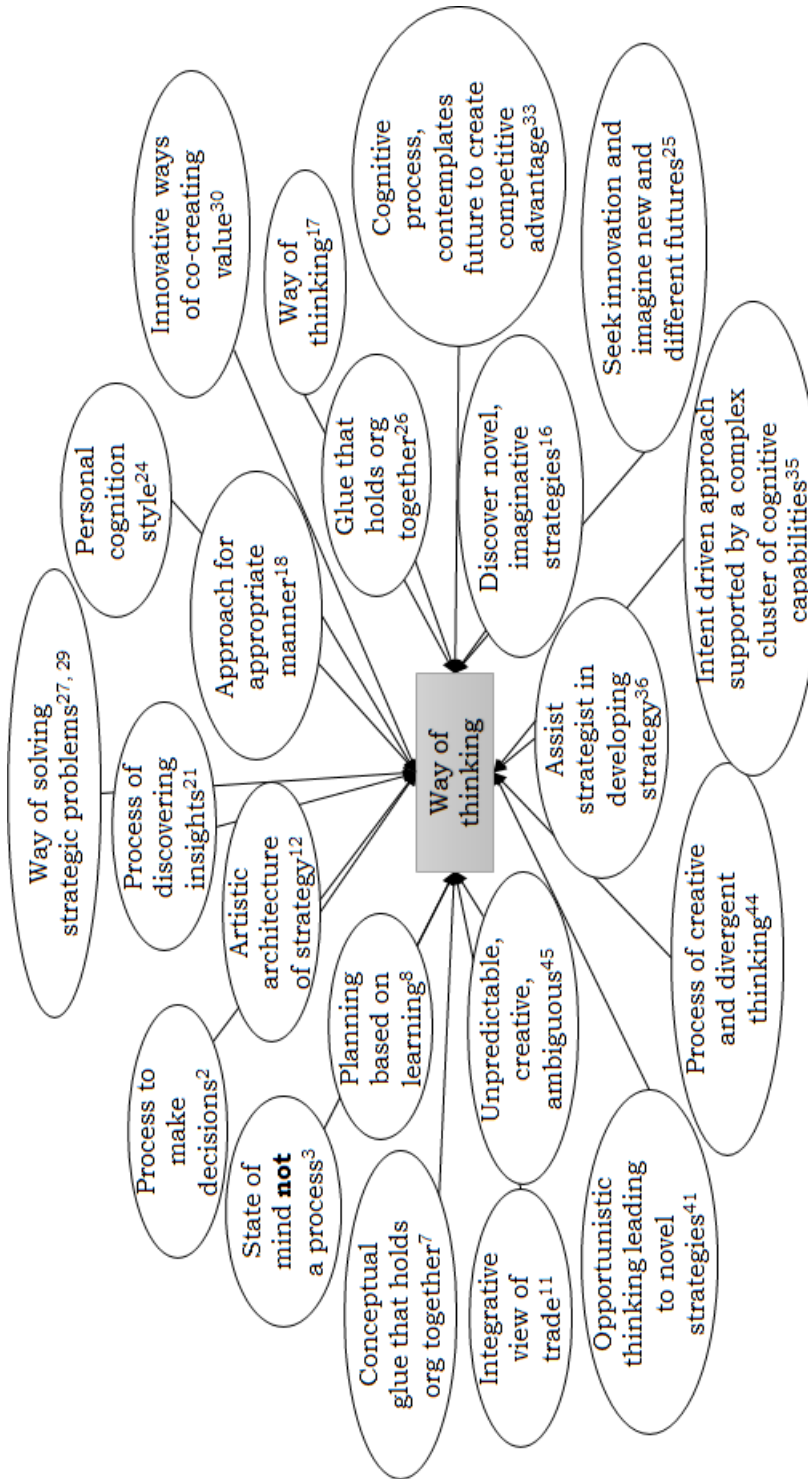 Way of solving
strategic problems27, 29
Personal
cognition
style24
Innovative ways
of co-creating
value30
Process to
make
decisions2
Process of
discovering
insights21
Approach for
appropriate
manner18
Way of
thinking17
State of
mind not
a process3
Artistic
architecture
of strategy12
Glue that
holds org
together26
Planning
based on
learning8
Conceptual
glue that holds
org together7
Cognitive
process,
contemplates
future to create
competitive
advantage33
Way of
thinking
Integrative
view of
trade11
Unpredictable,
creative,
ambiguous45
Discover novel,
imaginative
strategies16
Assist
strategist in
developing
strategy36
Seek innovation and
imagine new and
different futures25
Opportunistic
thinking leading
to novel
strategies41
Process of creative
and divergent
thinking44
Intent driven approach
supported by a complex
cluster of cognitive
capabilities35